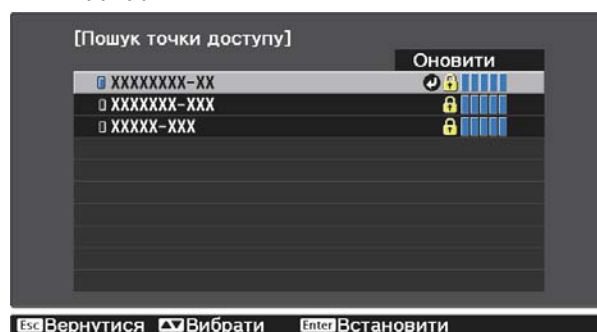 [Пошук точки доступу]
Оновити
XXXXXXXX-XX
XXXXXXX-XXX
XXXXX-XXX
Esc Вернутися Вибрати Enter Встановити